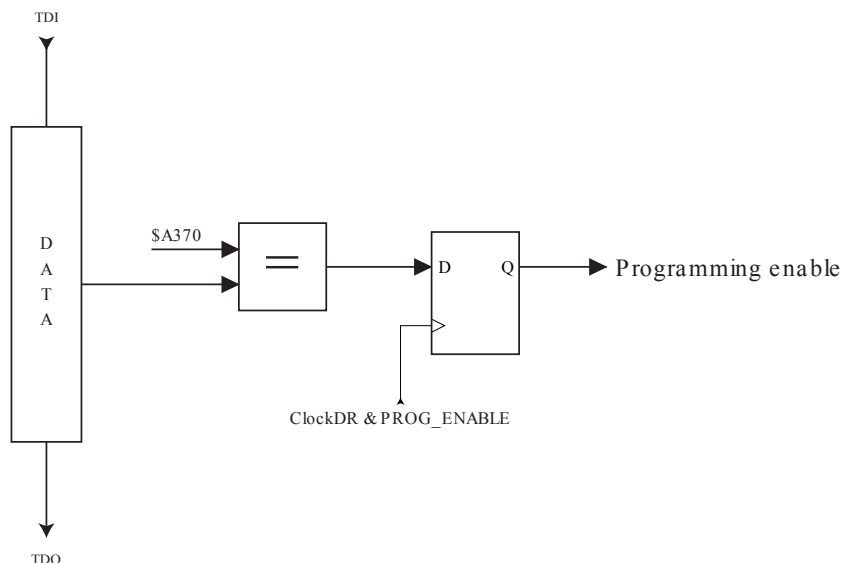 TDI
D
A
T
A
$A370
=
D
Q
Programming enable
ClockDR & PROG_ENABLE
TDO